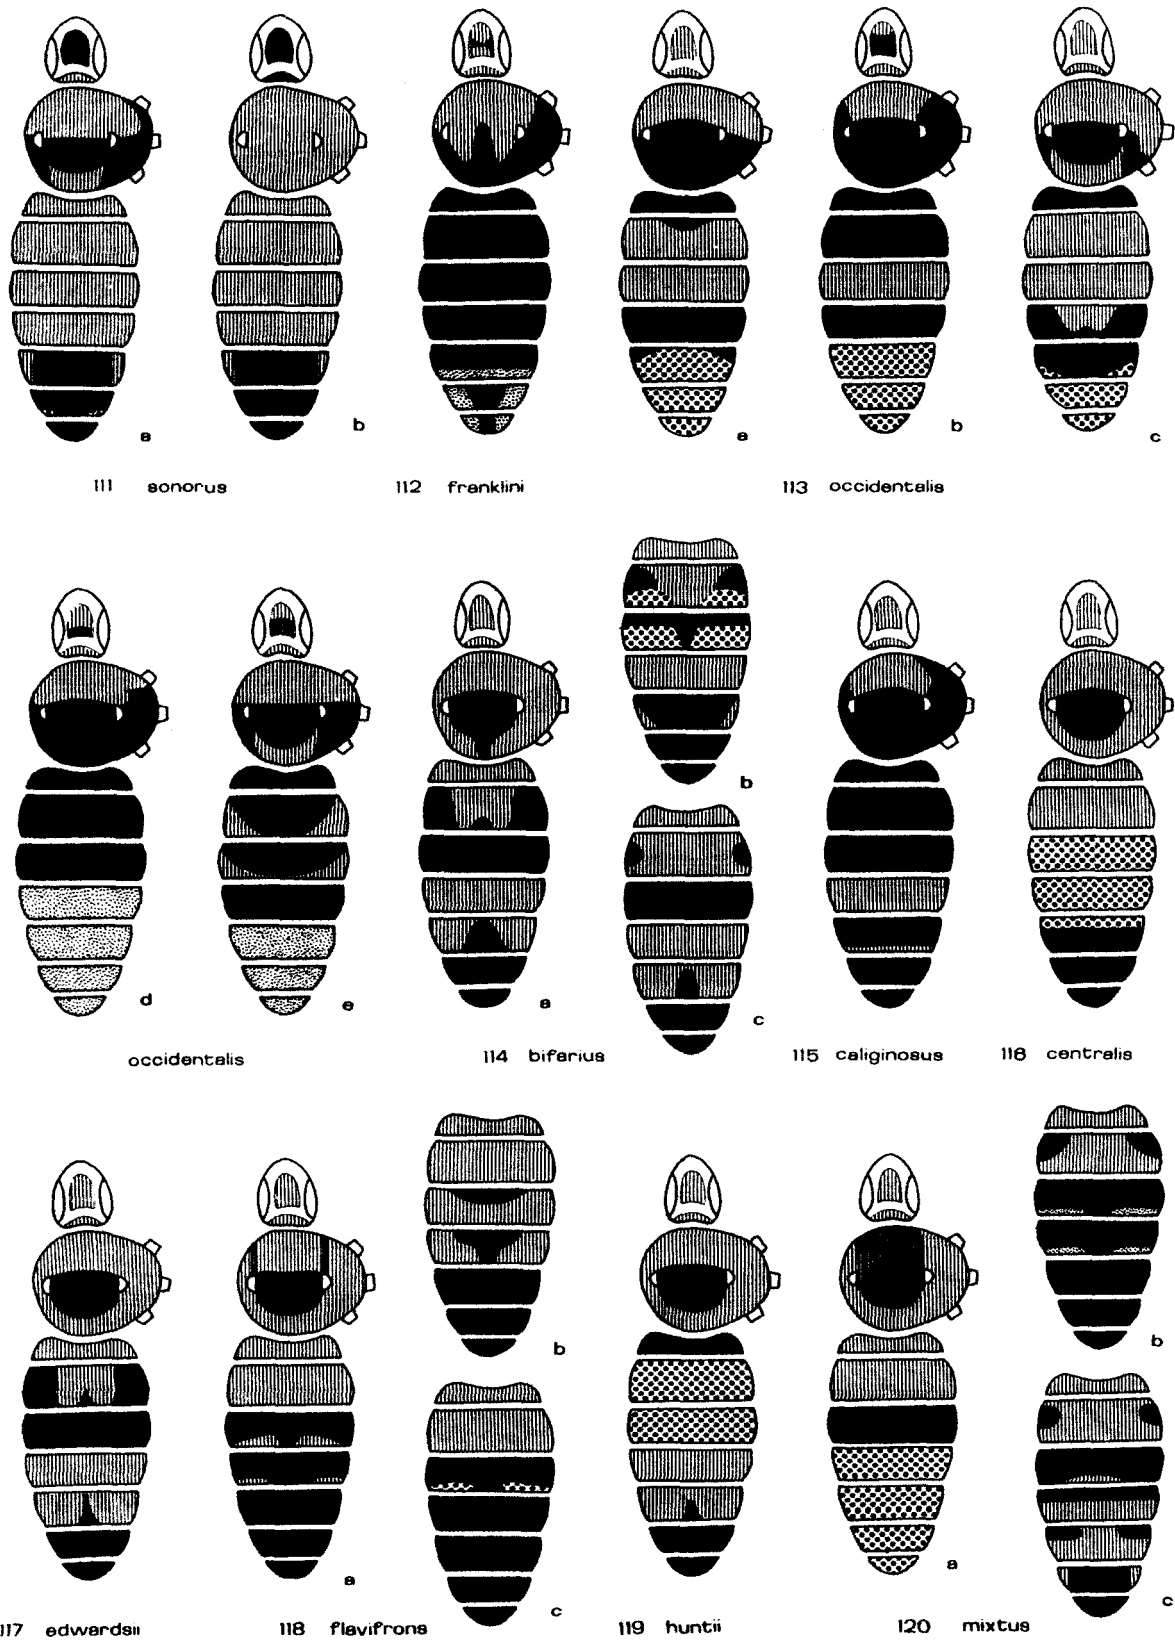 a
b
a
b
c
111 sonorus
112 franklini
113 occidentalis
d
e
a
b
c
occidentalis
114 bifarius
115 caliginosus
116 centralis
a
b
c
a
b
c
117 edwardsii
118 flavifrons
119 huntii
120 mixtus